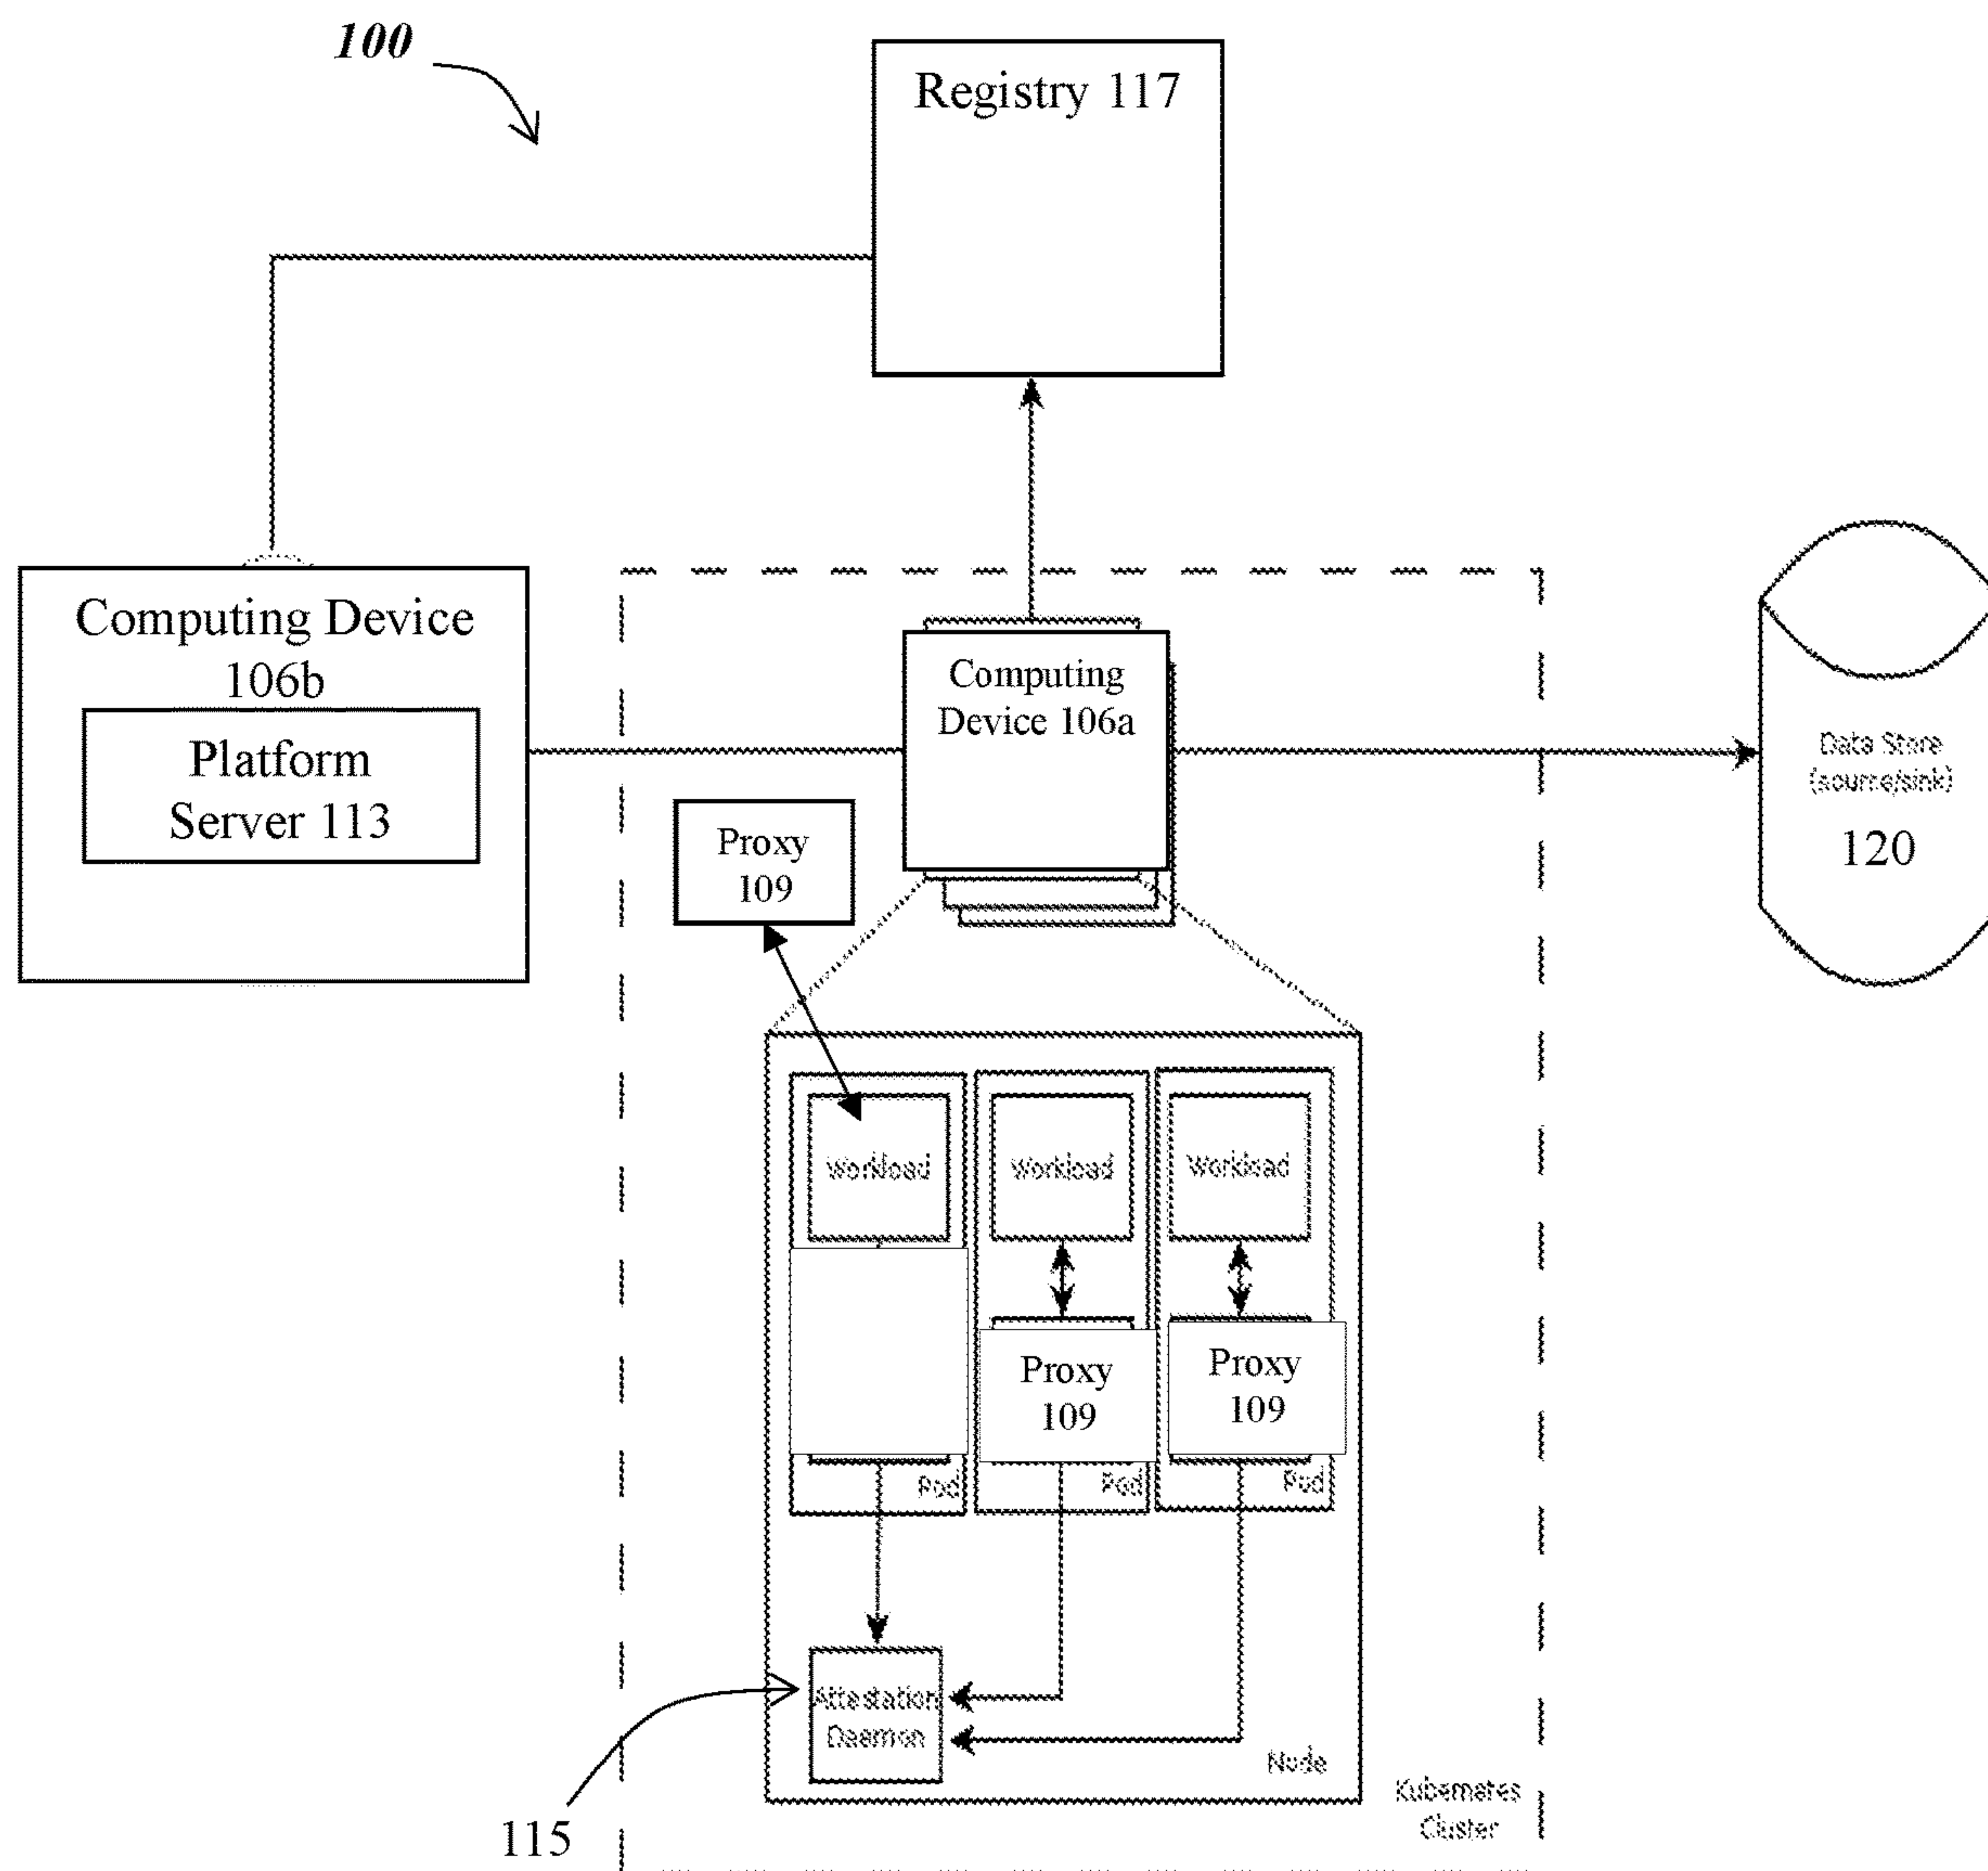 100
Registry 117
Computing Device
106b
Platform
Server 113
Computing
Device 106a
Proxy
109
Data Store
(source/sink)
120
Workload
Workload
Workload
Proxy
109
Proxy
109
Pod
Pod
Pod
Attestation
Daemon
Node
Kubernetes
Cluster
115